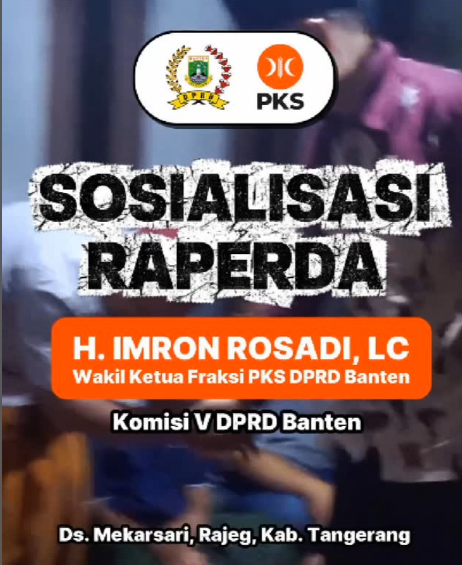 DPRD
PKS
SOSIALISASI
RAPERDA
H. IMRON ROSADI, LC
Wakil Ketua Fraksi PKS DPRD Banten
Komisi V DPRD Banten
Ds. Mekarsari, Rajeg, Kab. Tangerang